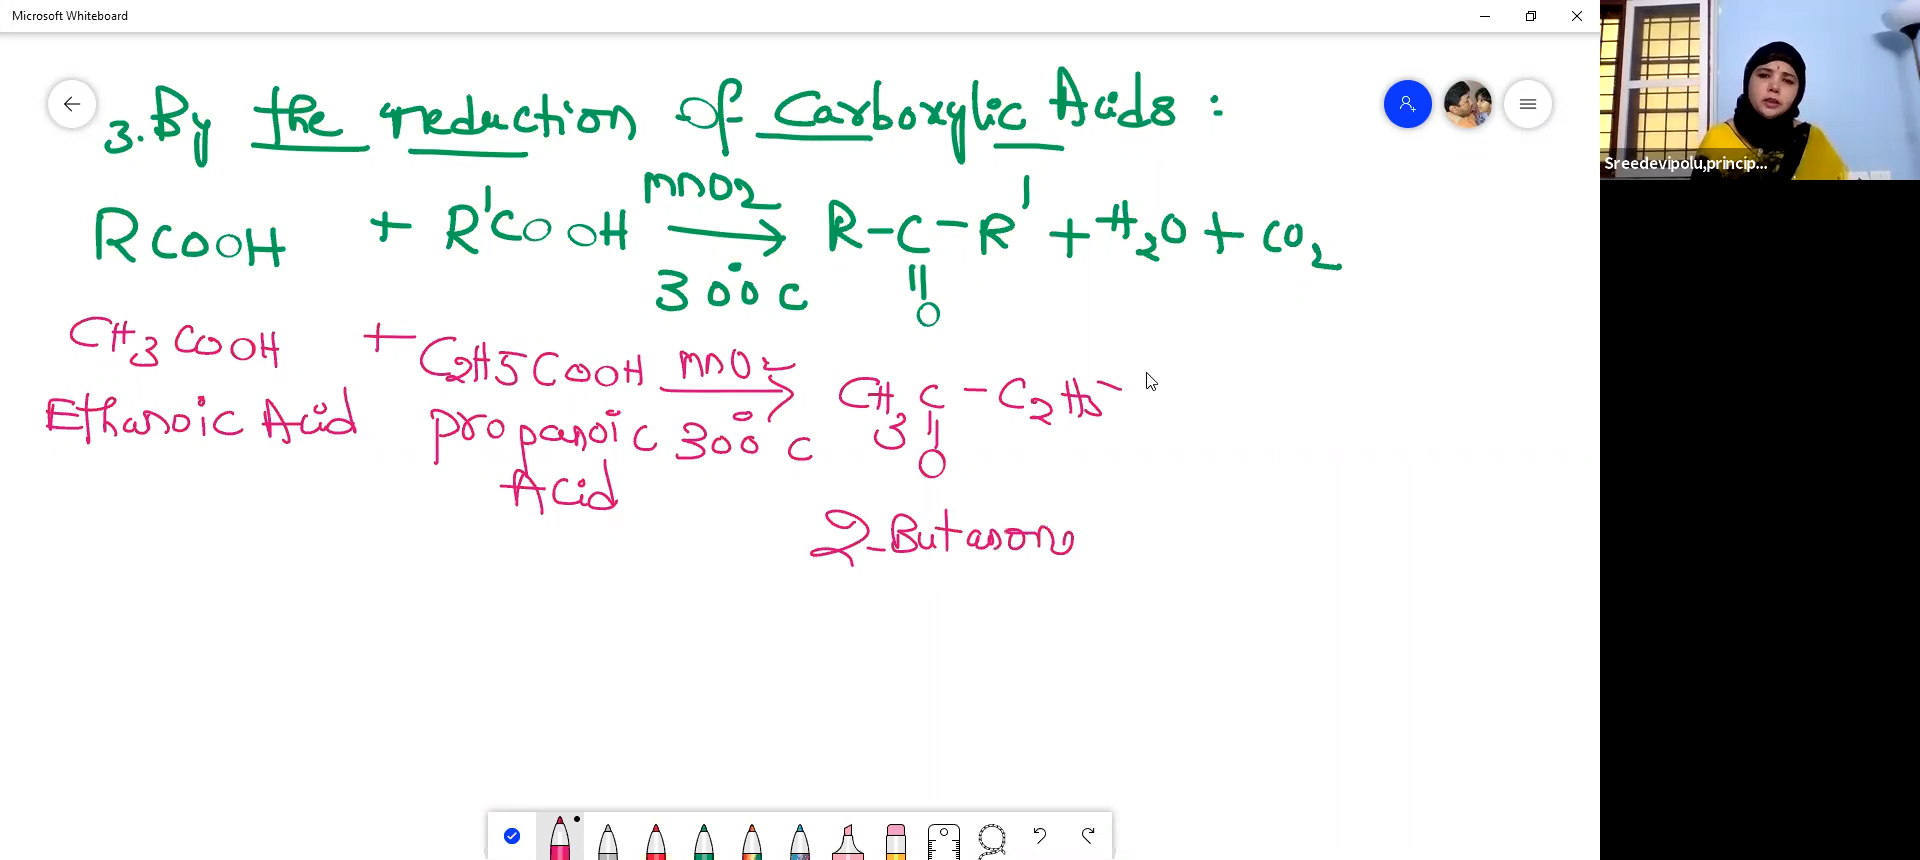 Microsoft Whiteboard
3. By the reduction of Carboxylic Acids :
RCOOH + R'COOH MnO2 300°C R-C-R' + H2O + CO2
||
O
CH3COOH + C2H5COOH MnO2 300°C CH3C-C2H5-
||
O
Ethanoic Acid propanoic Acid
2-Butanone
Sreedevipolu,princip...